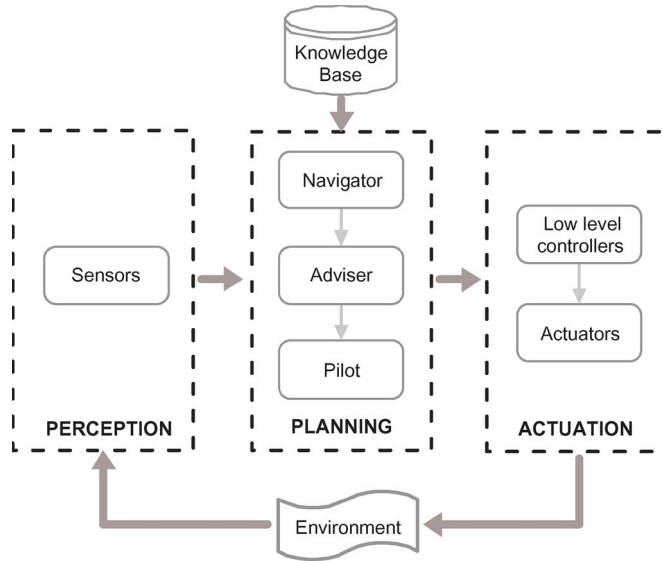 Knowledge
Base
Sensors
PERCEPTION
Navigator
Adviser
Pilot
PLANNING
Low level
controllers
Actuators
ACTUATION
Environment